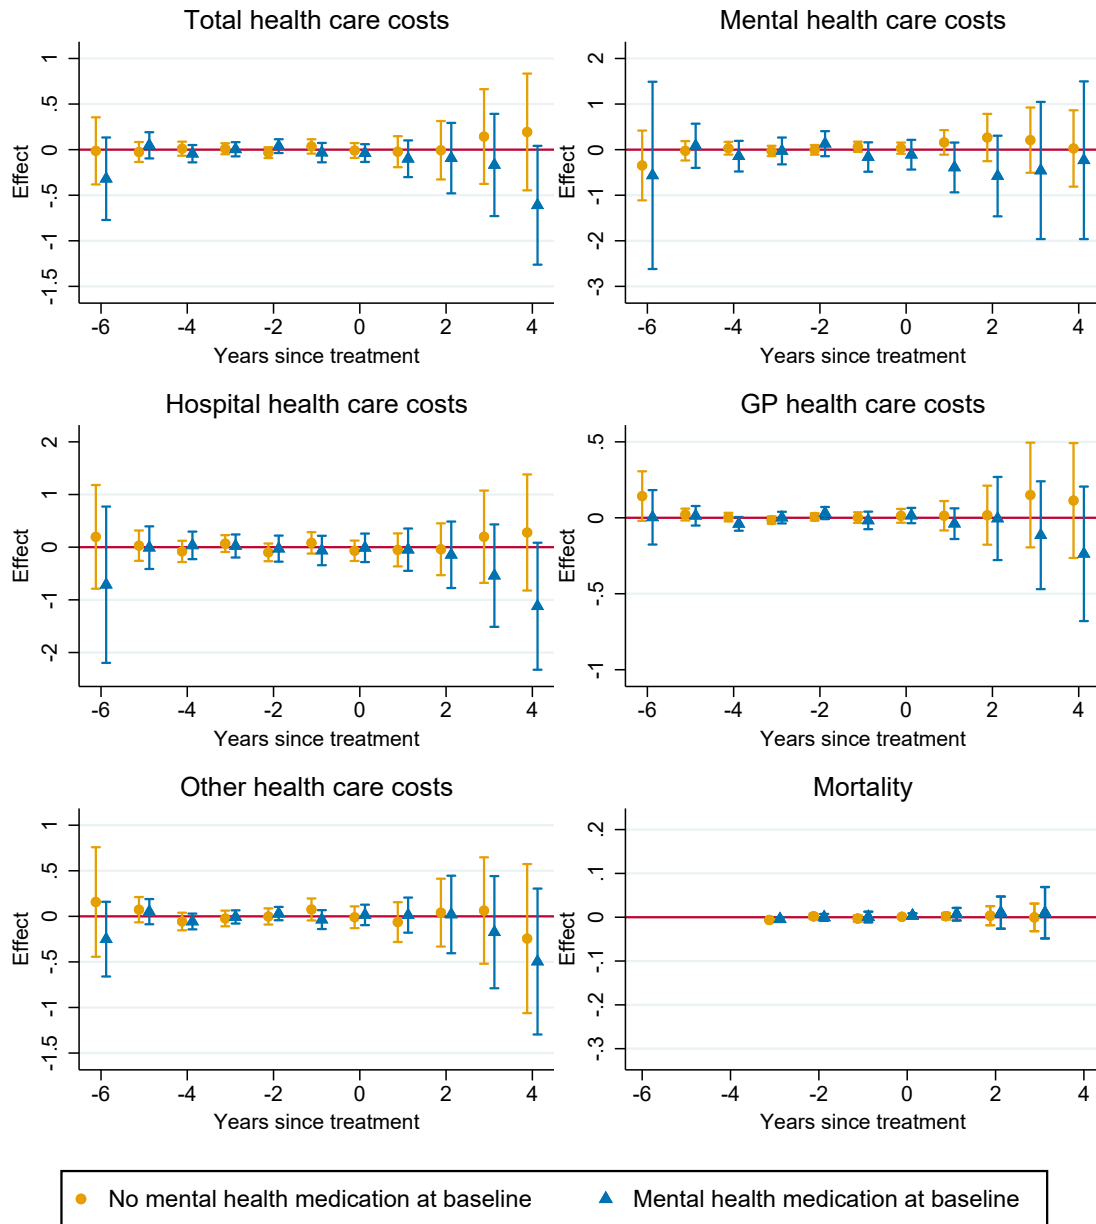 Total health care costs
1
.5
0
-.5
-1
-1.5
Effect
-6 -4 -2 0 2 4
Years since treatment
Mental health care costs
2
1
0
-1
-2
-3
Effect
-6 -4 -2 0 2 4
Years since treatment
Hospital health care costs
2
1
0
-1
-2
Effect
-6 -4 -2 0 2 4
Years since treatment
GP health care costs
.5
0
-.5
-1
Effect
-6 -4 -2 0 2 4
Years since treatment
Other health care costs
1
.5
0
-.5
-1
-1.5
Effect
-6 -4 -2 0 2 4
Years since treatment
Mortality
.2
.1
0
-.1
-.2
-.3
Effect
-6 -4 -2 0 2 4
Years since treatment
No mental health medication at baseline
Mental health medication at baseline